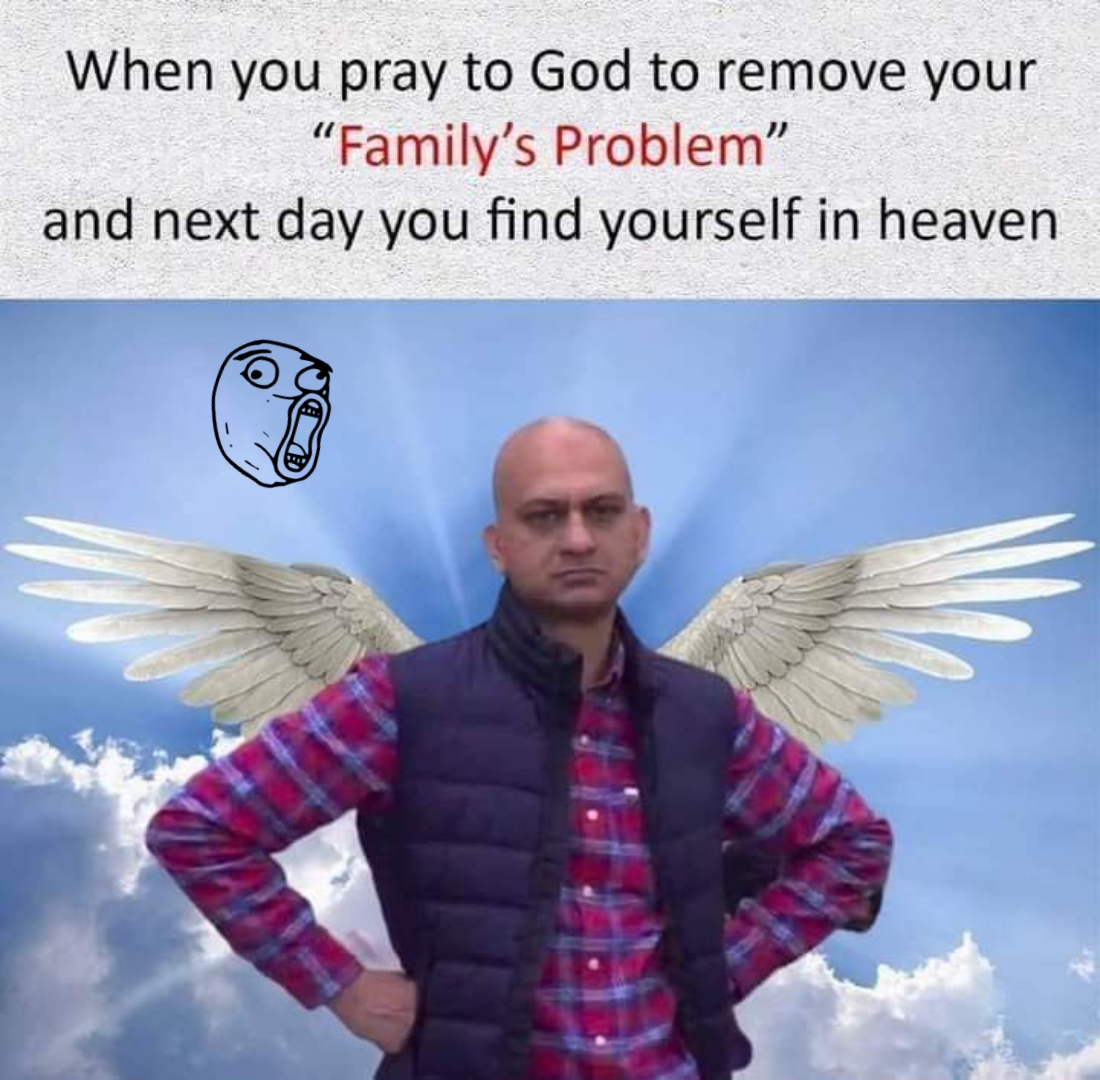 When you pray to God to remove your
“Family’s Problem”
and next day you find yourself in heaven